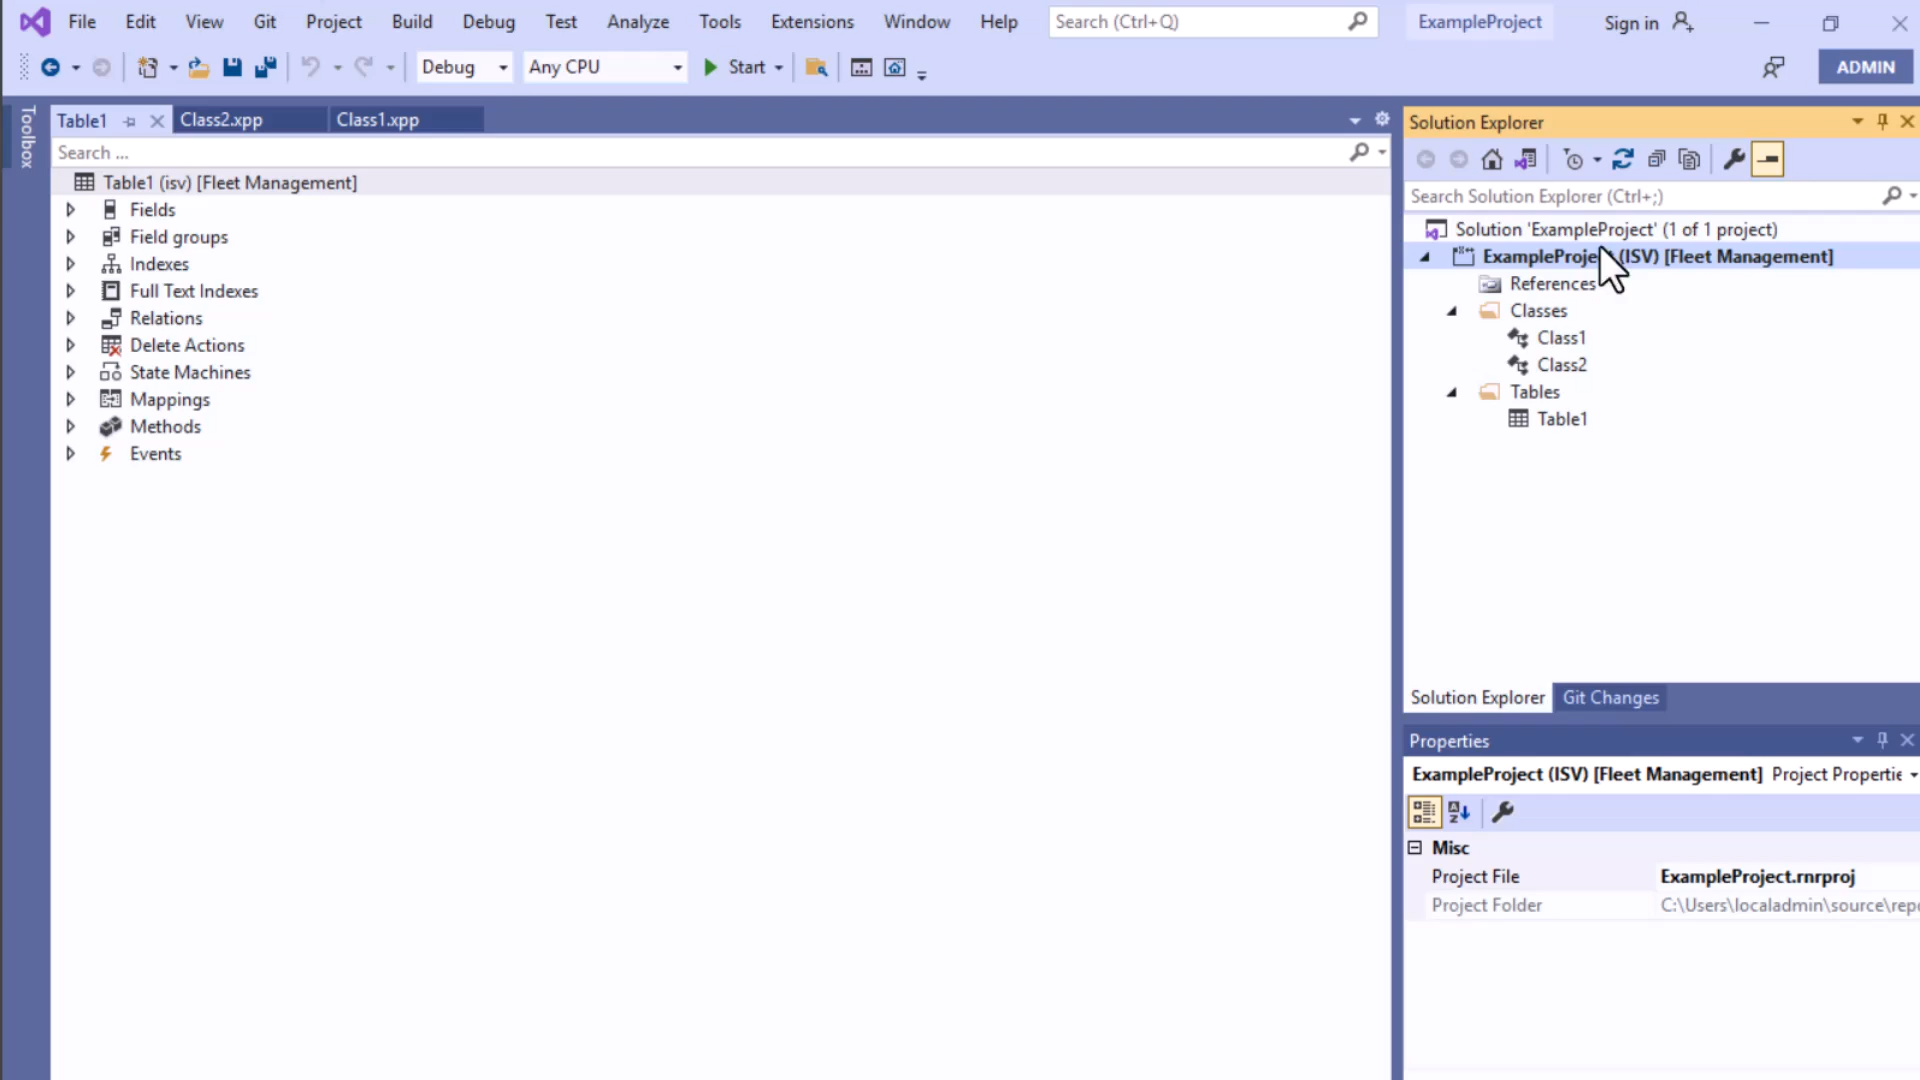 File Edit View Git Project Build Debug Test Analyze Tools Extensions Window Help Search (Ctrl+Q) ExampleProject Sign in
Debug Any CPU Start ADMIN
Toolbox
Table1 Class2.xpp Class1.xpp
Search ...
Table1 (isv) [Fleet Management]
Fields
Field groups
Indexes
Full Text Indexes
Relations
Delete Actions
State Machines
Mappings
Methods
Events
Solution Explorer
Search Solution Explorer (Ctrl+;)
Solution 'ExampleProject' (1 of 1 project)
ExampleProject (ISV) [Fleet Management]
References
Classes
Class1
Class2
Tables
Table1
Solution Explorer Git Changes
Properties
ExampleProject (ISV) [Fleet Management] Project Propertie
Misc
Project File ExampleProject.rnrproj
Project Folder C:\Users\localadmin\source\rep